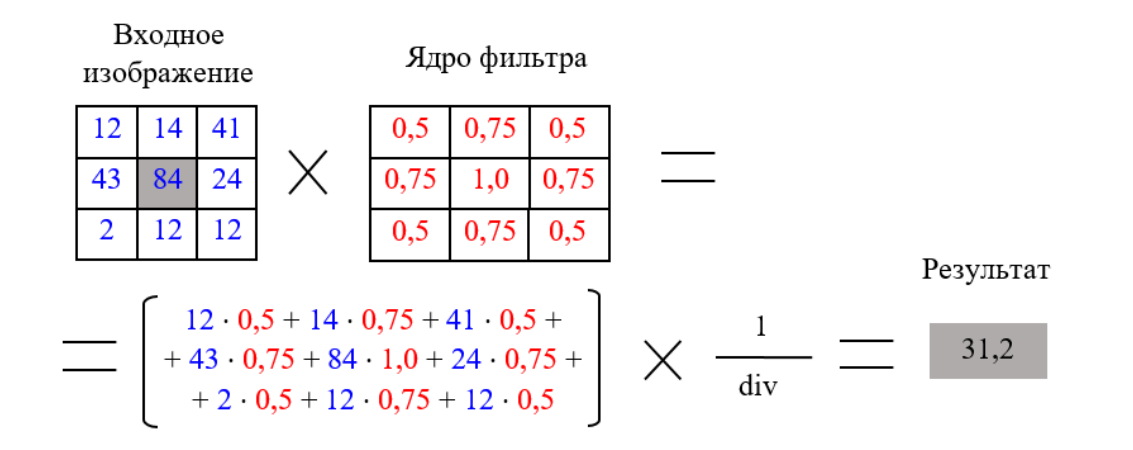 Входное
изображение
Ядро фильтра
12 14 41
43 84 24
2 12 12
×
0,5 0,75 0,5
0,75 1,0 0,75
0,5 0,75 0,5
=
= ( 12 · 0,5 + 14 · 0,75 + 41 · 0,5 +
+ 43 · 0,75 + 84 · 1,0 + 24 · 0,75 +
+ 2 · 0,5 + 12 · 0,75 + 12 · 0,5 )
×
1
div
=
Результат
31,2